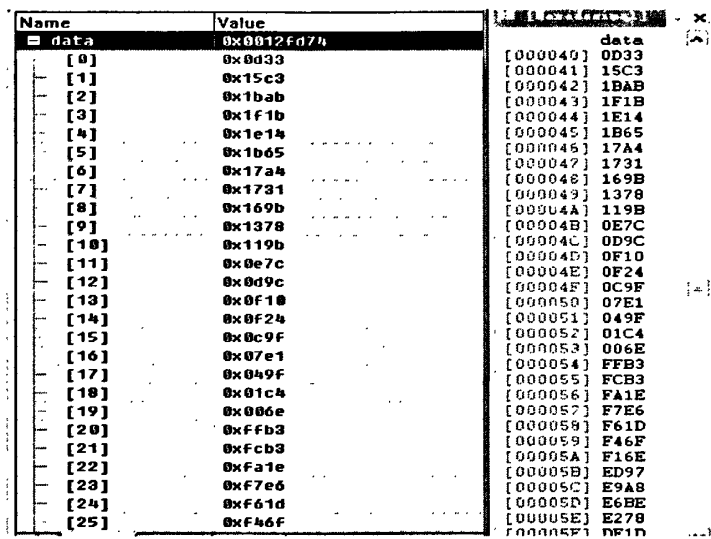 Name Value
data 0x0012fd74
[0] 0x0d33
[1] 0x15c3
[2] 0x1bab
[3] 0x1f1b
[4] 0x1e14
[5] 0x1b65
[6] 0x17a4
[7] 0x1731
[8] 0x169b
[9] 0x1378
[10] 0x119b
[11] 0x0e7c
[12] 0x0d9c
[13] 0x0f10
[14] 0x0f24
[15] 0x0c9f
[16] 0x07e1
[17] 0x049f
[18] 0x01c4
[19] 0x006e
[20] 0xffb3
[21] 0xfcb3
[22] 0xfa1e
[23] 0xf7e6
[24] 0xf61d
[25] 0xf46f
data
[000040] 0D33
[000041] 15C3
[000042] 1BAB
[000043] 1F1B
[000044] 1E14
[000045] 1B65
[000046] 17A4
[000047] 1731
[000048] 169B
[000049] 1378
[00004A] 119B
[00004B] 0E7C
[00004C] 0D9C
[00004D] 0F10
[00004E] 0F24
[00004F] 0C9F
[000050] 07E1
[000051] 049F
[000052] 01C4
[000053] 006E
[000054] FFB3
[000055] FCB3
[000056] FA1E
[000057] F7E6
[000058] F61D
[000059] F46F
[00005A] F16E
[00005B] ED97
[00005C] E9A8
[00005D] E6BE
[00005E] E278
[00005F] DF1D